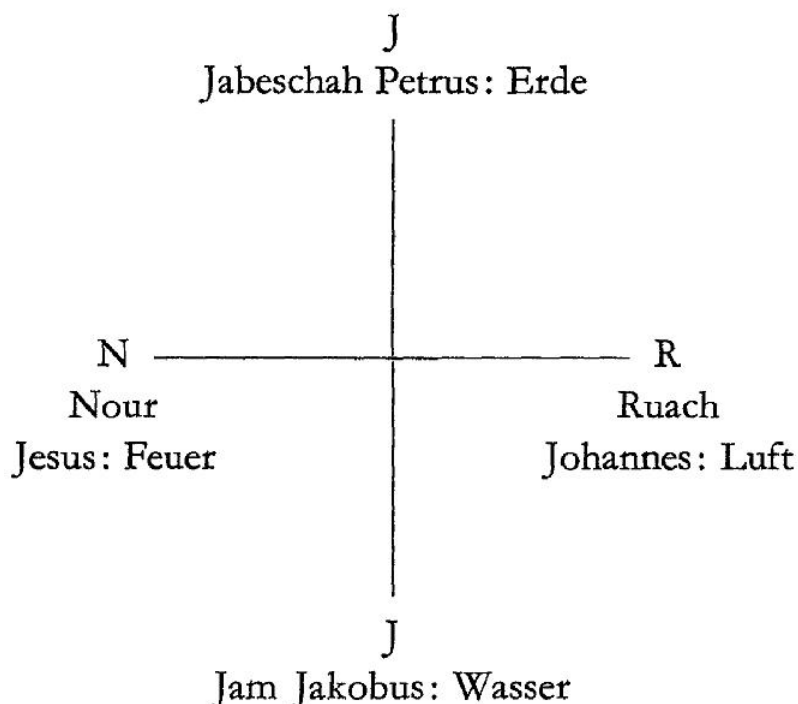 J
Jabeschah Petrus: Erde
N R
Nour Ruach
Jesus: Feuer Johannes: Luft
J
Jam Jakobus: Wasser